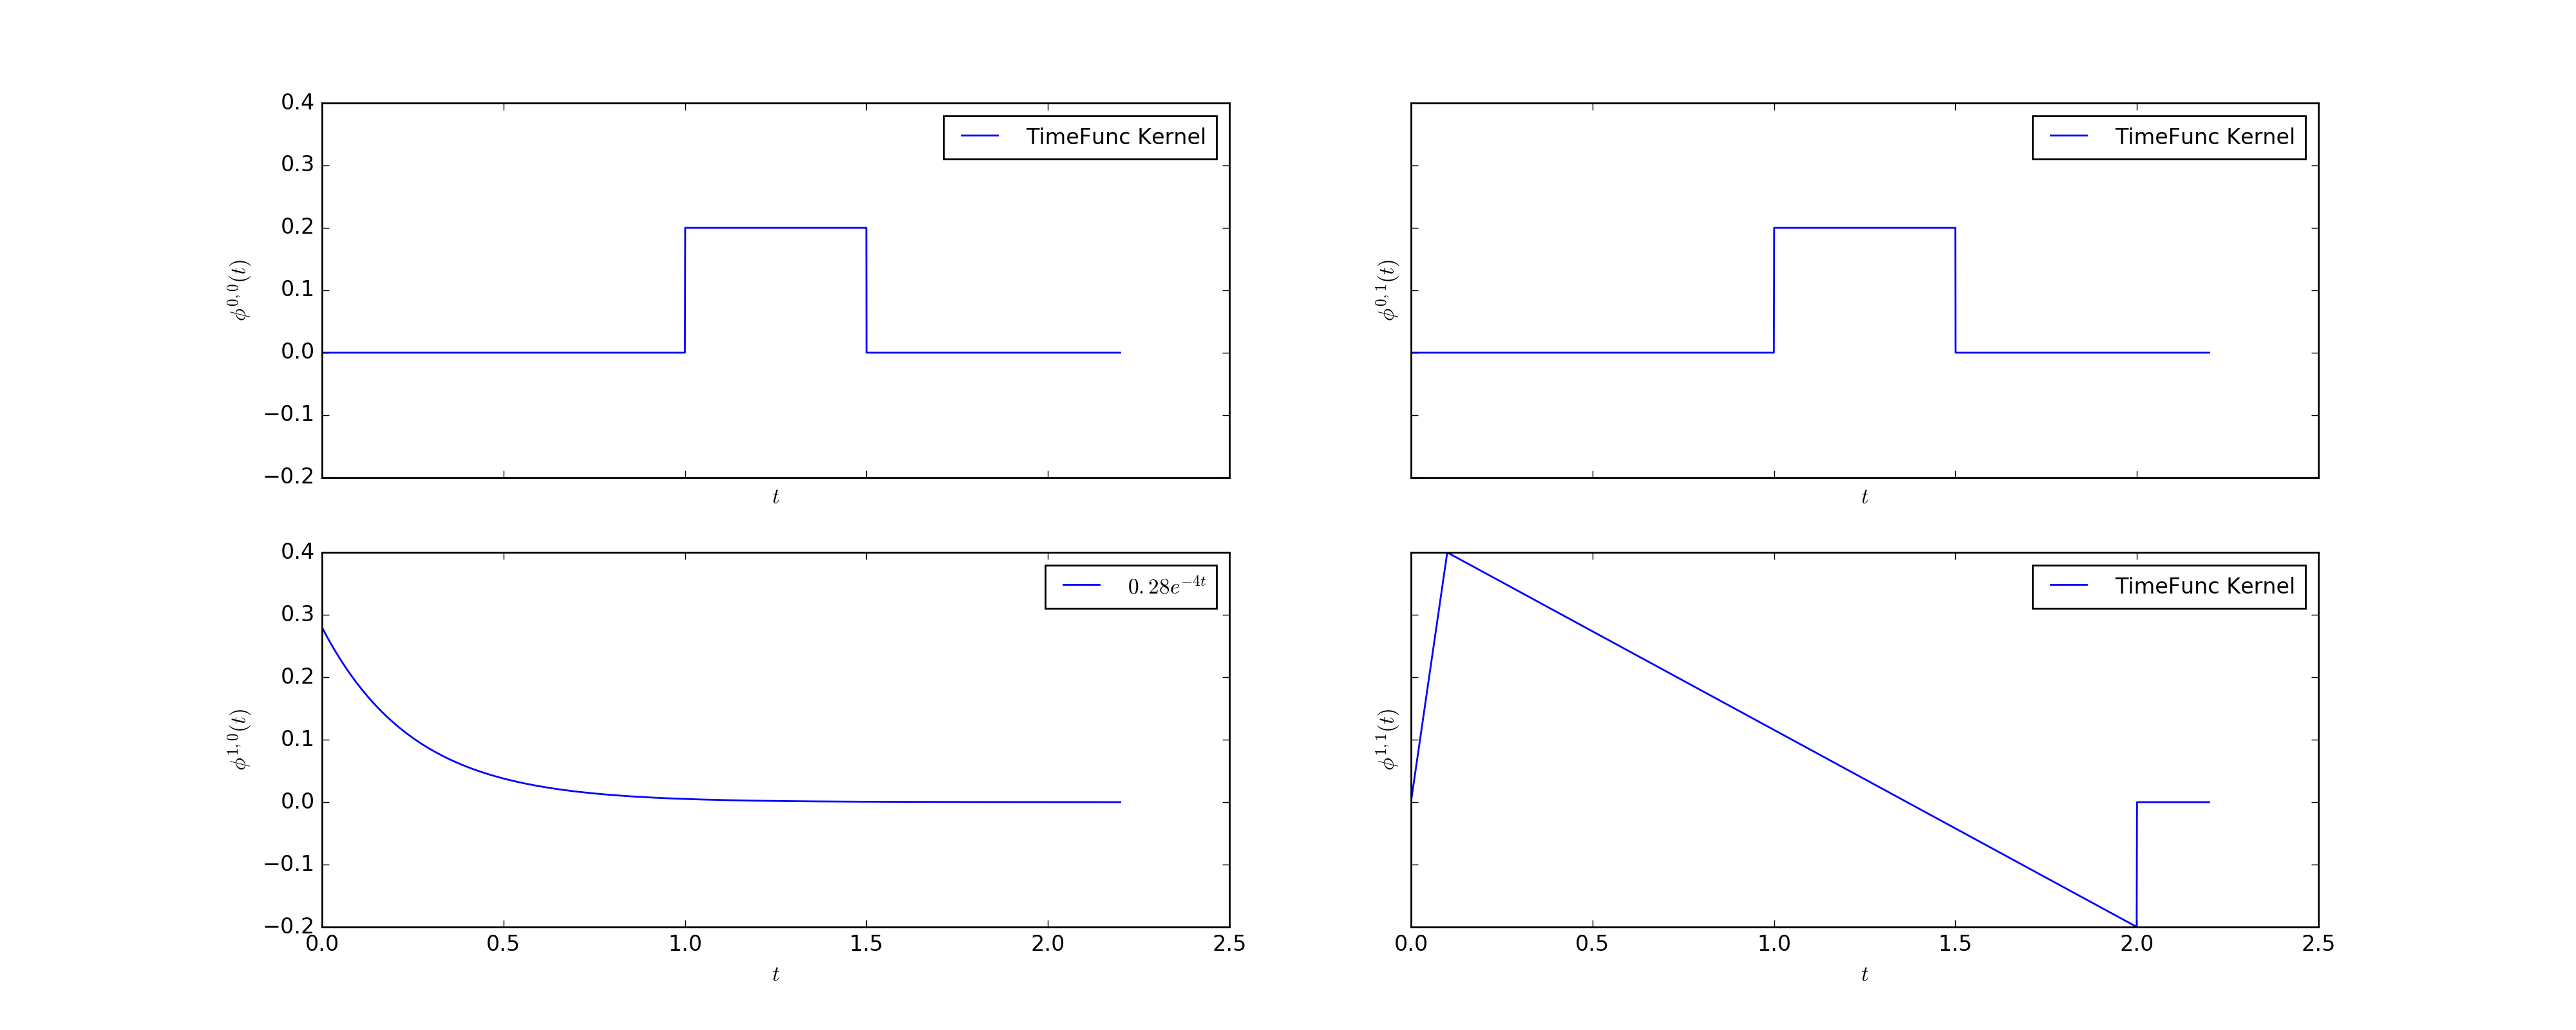 0.4
0.3
0.2
0.1
0.0
−0.1
−0.2
ϕ^{0,0}(t)
TimeFunc Kernel
t
ϕ^{0,1}(t)
TimeFunc Kernel
t
0.4
0.3
0.2
0.1
0.0
−0.1
−0.2
ϕ^{1,0}(t)
0.28e^{−4t}
0.0 0.5 1.0 1.5 2.0 2.5
t
ϕ^{1,1}(t)
TimeFunc Kernel
0.0 0.5 1.0 1.5 2.0 2.5
t